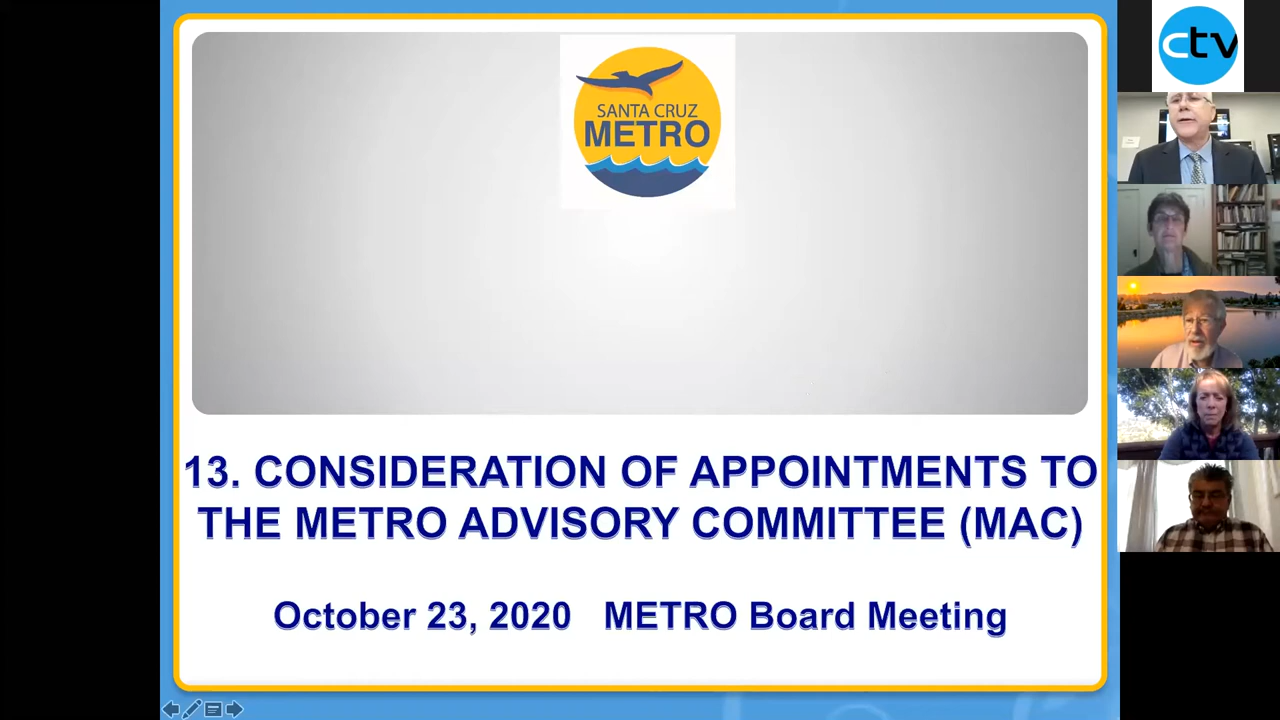 SANTA CRUZ
METRO
13. CONSIDERATION OF APPOINTMENTS TO
THE METRO ADVISORY COMMITTEE (MAC)
October 23, 2020 METRO Board Meeting
ctv